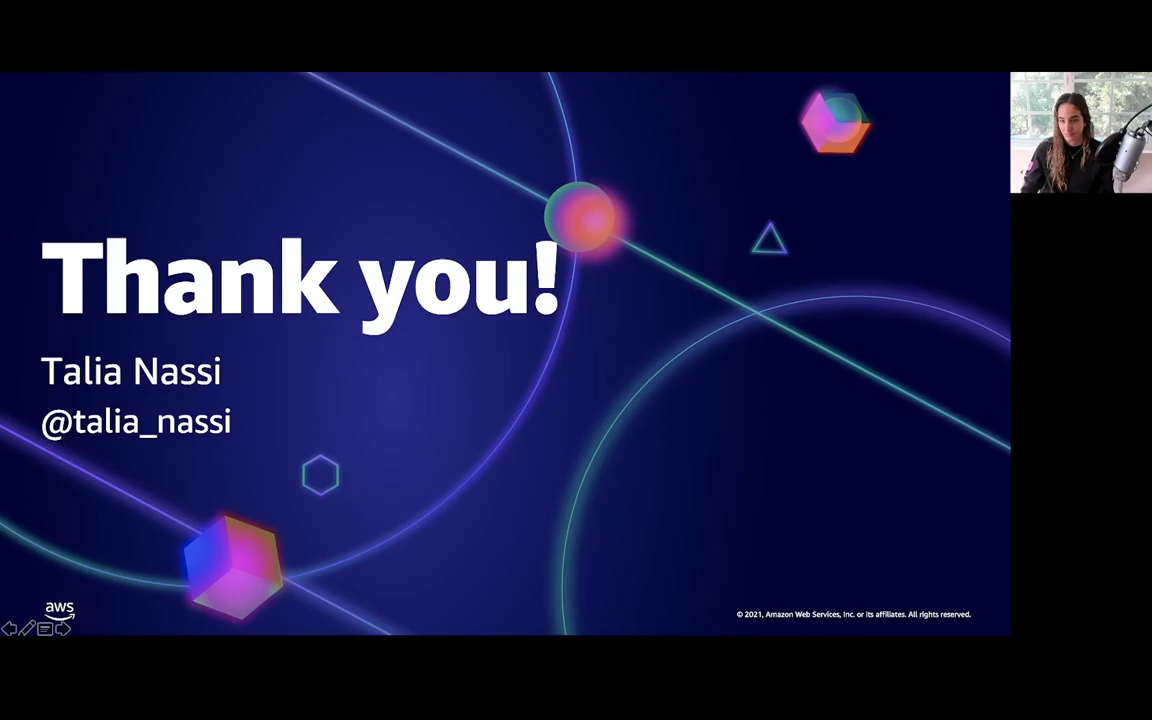 Thank you!
Talia Nassi
@talia_nassi
aws
© 2021, Amazon Web Services, Inc. or its affiliates. All rights reserved.